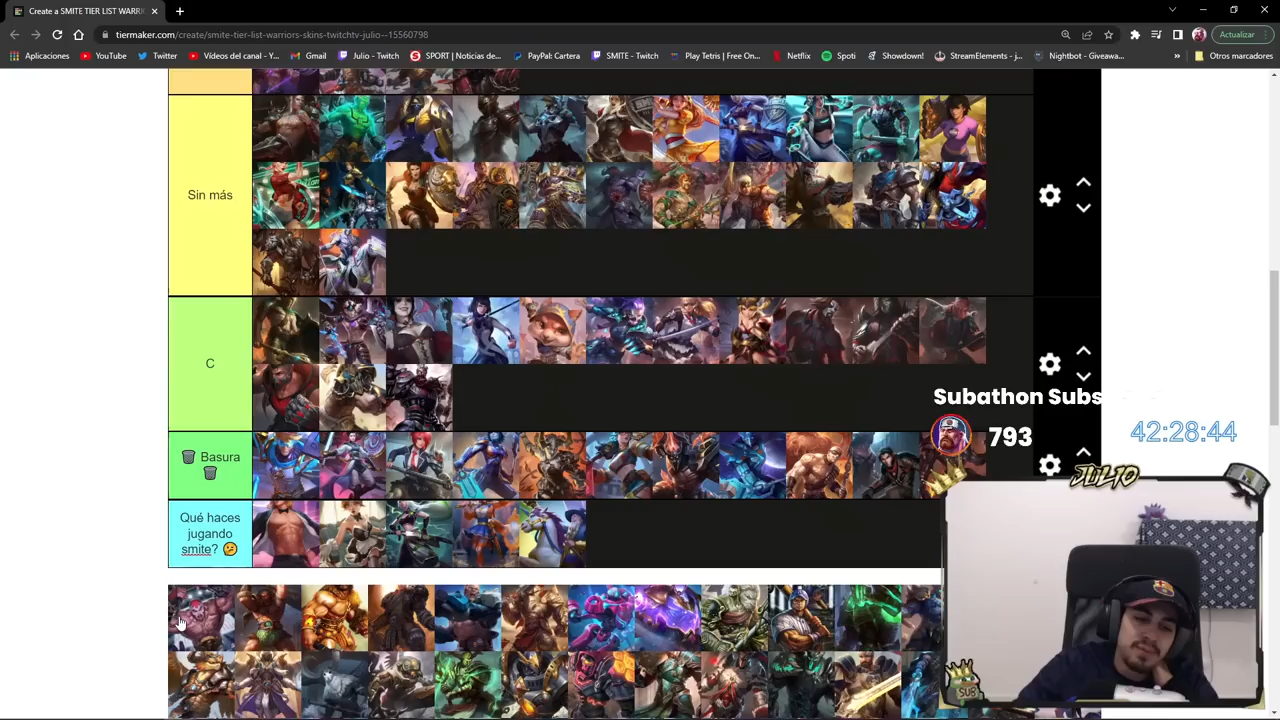 Create a SMITE TIER LIST WARRI
tiermaker.com/create/smite-tier-list-warriors-skins-twitchtv-julio--15560798
Actualizar
Aplicaciones
YouTube
Twitter
Vídeos del canal - Y...
Gmail
Julio - Twitch
SPORT | Noticias de...
PayPal Cartera
SMITE - Twitch
Play Tetris | Free On...
Netflix
Spoti
Showdown!
StreamElements - j...
Nightbot - Giveawa...
»
Otros marcadores
Sin más
C
Basura
Qué haces
jugando
smite?
Subathon Subs
793
42:28:44
JUL10
SUB